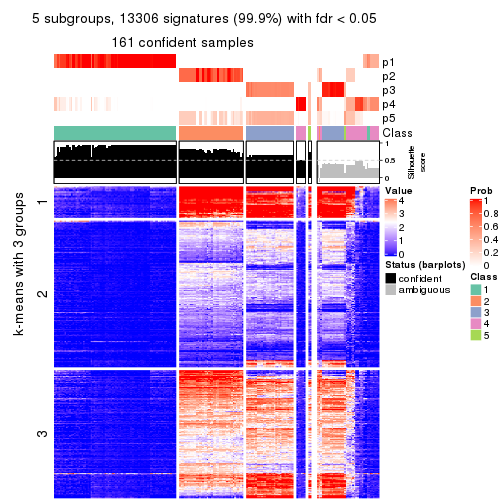 5 subgroups, 13306 signatures (99.9%) with fdr < 0.05
161 confident samples
p1
p2
p3
p4
p5
Class
1
0.5
0
Silhouette
score
k-means with 3 groups
1
2
3
Value
4
3
2
1
0
Status (barplots)
confident
ambiguous
Prob
1
0.8
0.6
0.4
0.2
0
Class
1
2
3
4
5